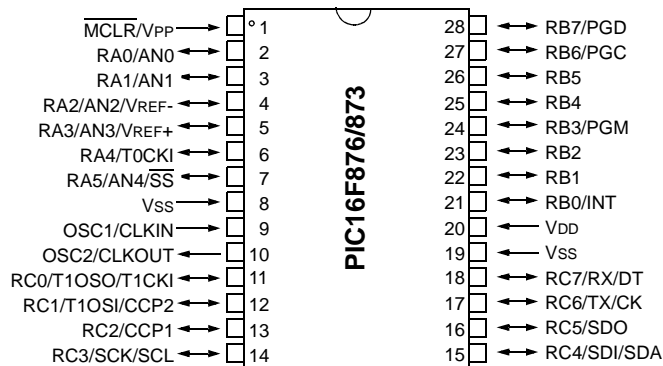 MCLR/VPP 1
RA0/AN0 2
RA1/AN1 3
RA2/AN2/VREF- 4
RA3/AN3/VREF+ 5
RA4/T0CKI 6
RA5/AN4/SS 7
VSS 8
OSC1/CLKIN 9
OSC2/CLKOUT 10
RC0/T1OSO/T1CKI 11
RC1/T1OSI/CCP2 12
RC2/CCP1 13
RC3/SCK/SCL 14
PIC16F876/873
28 RB7/PGD
27 RB6/PGC
26 RB5
25 RB4
24 RB3/PGM
23 RB2
22 RB1
21 RB0/INT
20 VDD
19 VSS
18 RC7/RX/DT
17 RC6/TX/CK
16 RC5/SDO
15 RC4/SDI/SDA